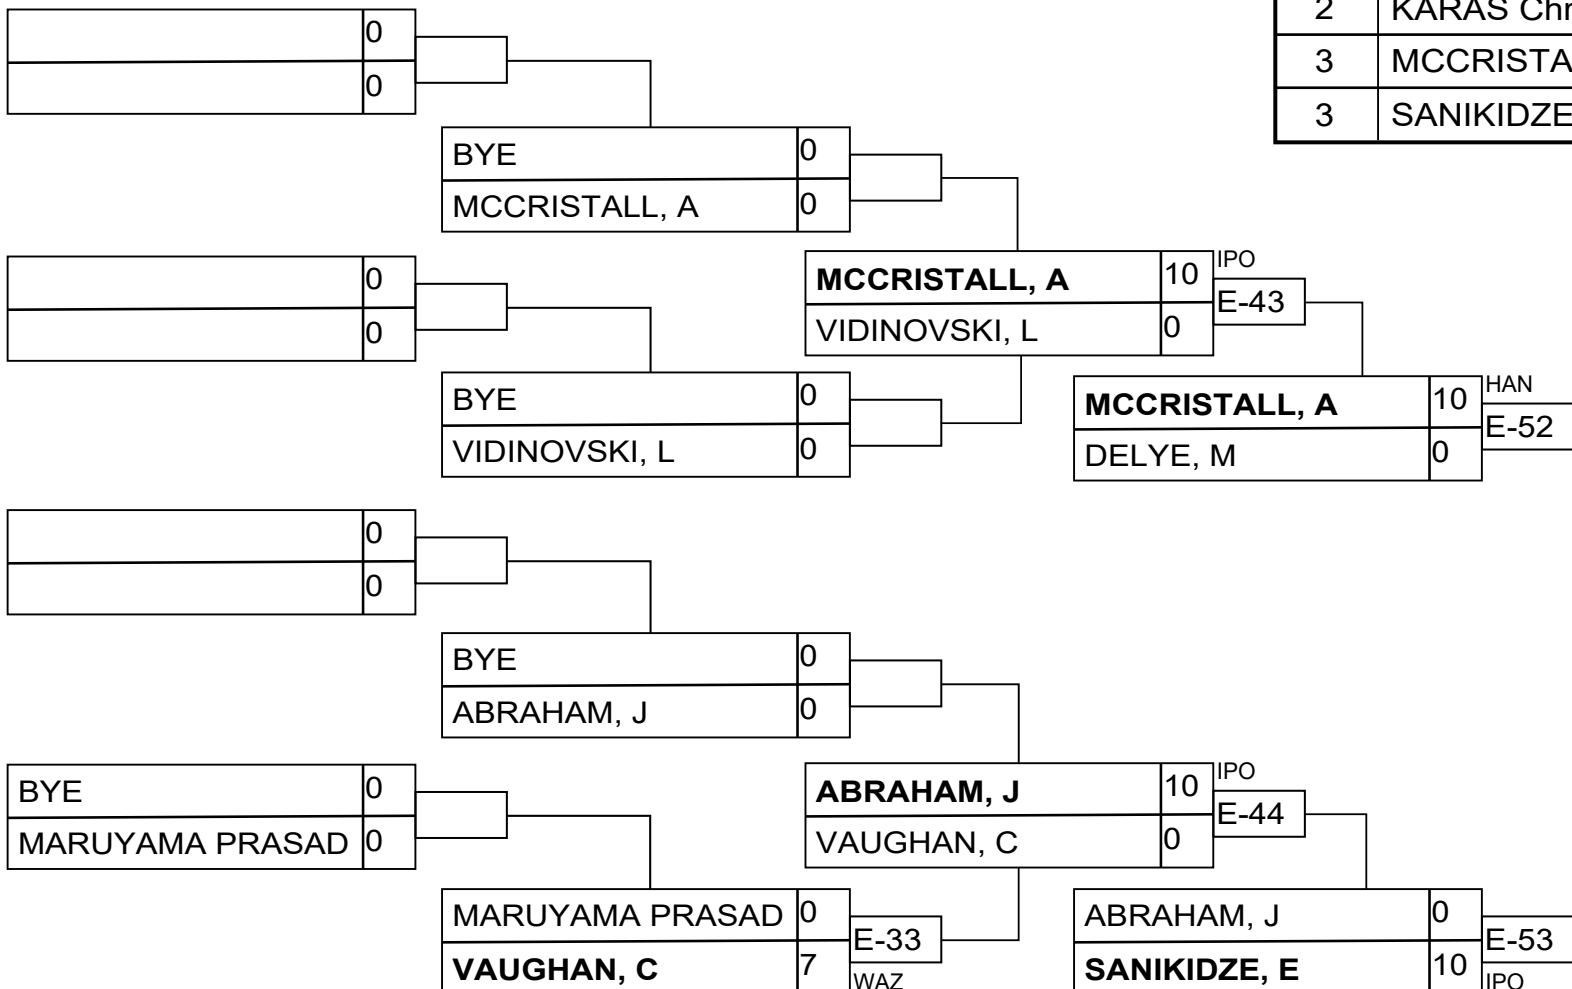 2 KARAS
3
3 SANIKIDZE
0
0
BYE 0
MCCRISTALL, A 0
0
0
MCCRISTALL, A 10 IPO
E-43
VIDINOVSKI, L 0
BYE 0
VIDINOVSKI, L 0
MCCRISTALL, A 10 HAN
E-52
DELYE, M 0
0
0
BYE 0
ABRAHAM, J 0
BYE 0
MARUYAMA PRASAD 0
ABRAHAM, J 10 IPO
E-44
VAUGHAN, C 0
MARUYAMA PRASAD 0
E-33
VAUGHAN, C 7
WAZ
ABRAHAM, J 0
E-53
SANIKIDZE, E 10
IPO